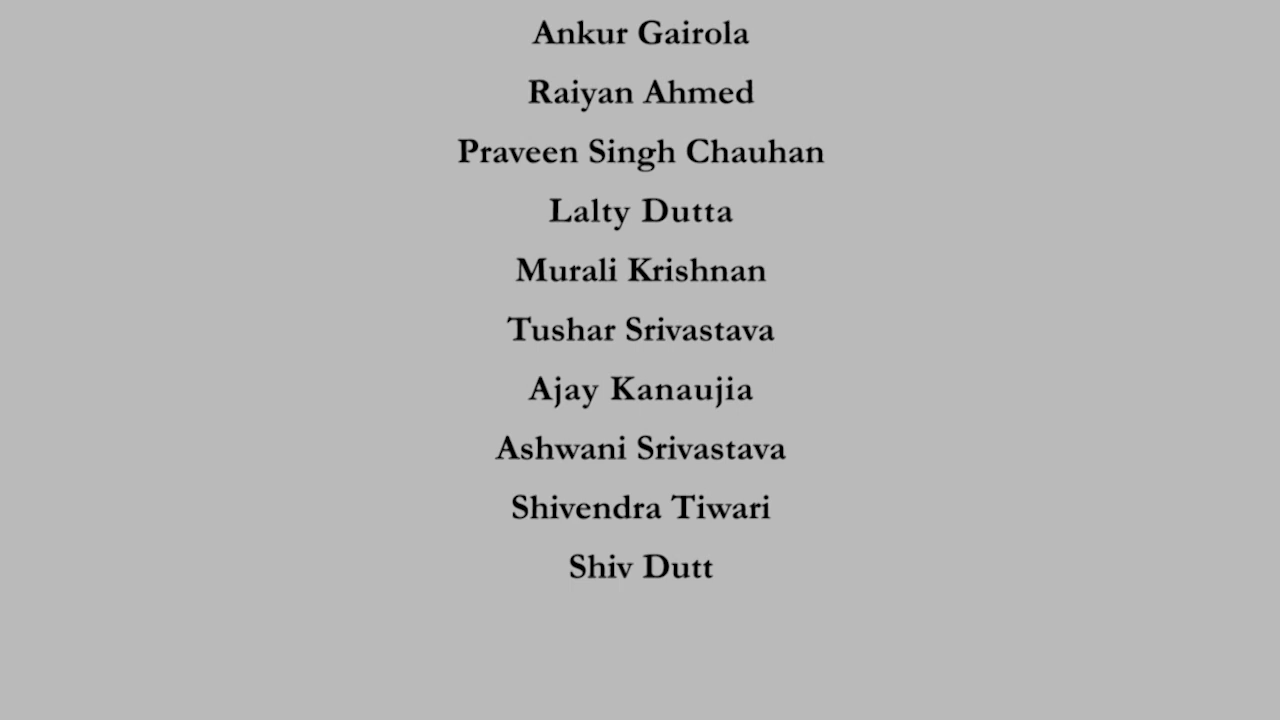 Ankur Gairola
Raiyan Ahmed
Praveen Singh Chauhan
Lalty Dutta
Murali Krishnan
Tushar Srivastava
Ajay Kanaujia
Ashwani Srivastava
Shivendra Tiwari
Shiv Dutt